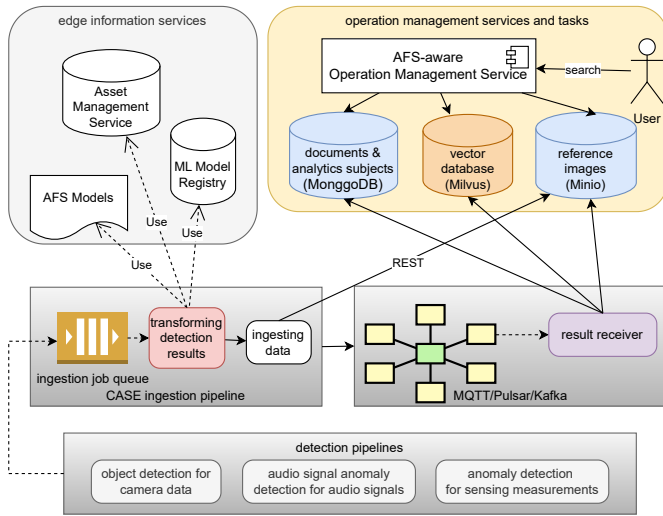 edge information services
operation management services and tasks
AFS-aware
Operation Management Service
search
User
Asset
Management
Service
ML Model
Registry
AFS Models
documents &
analytics subjects
(MonggoDB)
vector
database
(Milvus)
reference
images
(Minio)
Use
Use
Use
REST
ingestion job queue
transforming
detection
results
ingesting
data
CASE ingestion pipeline
result receiver
MQTT/Pulsar/Kafka
detection pipelines
object detection for
camera data
audio signal anomaly
detection for audio signals
anomaly detection
for sensing measurements